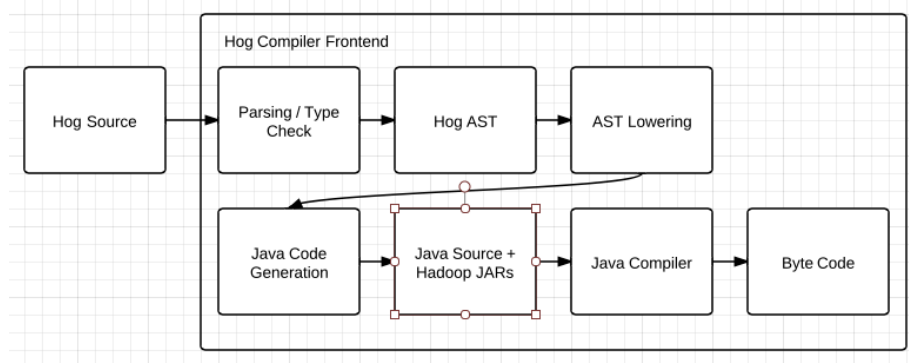 Hog Compiler Frontend
Hog Source
Parsing / Type
Check
Hog AST
AST Lowering
Java Code
Generation
Java Source +
Hadoop JARs
Java Compiler
Byte Code